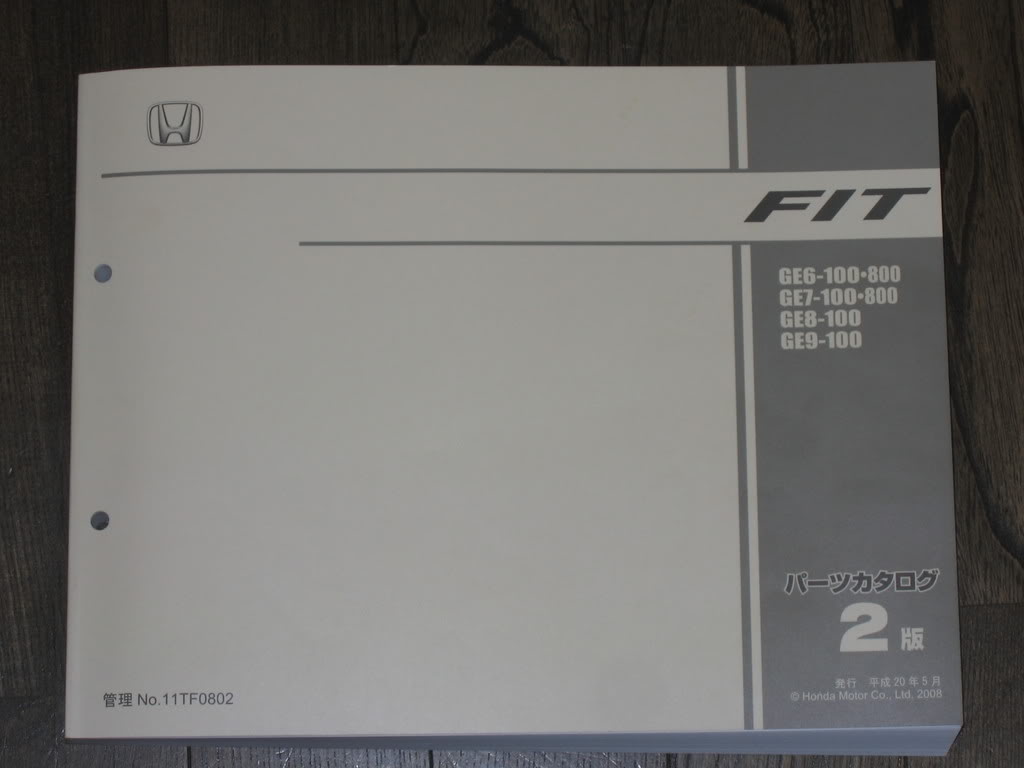 FIT
GE6-100•800
GE7-100•800
GE8-100
GE9-100
パーツカタログ
2版
発行 平成20年5月
© Honda Motor Co., Ltd. 2008
管理 No.11TF0802